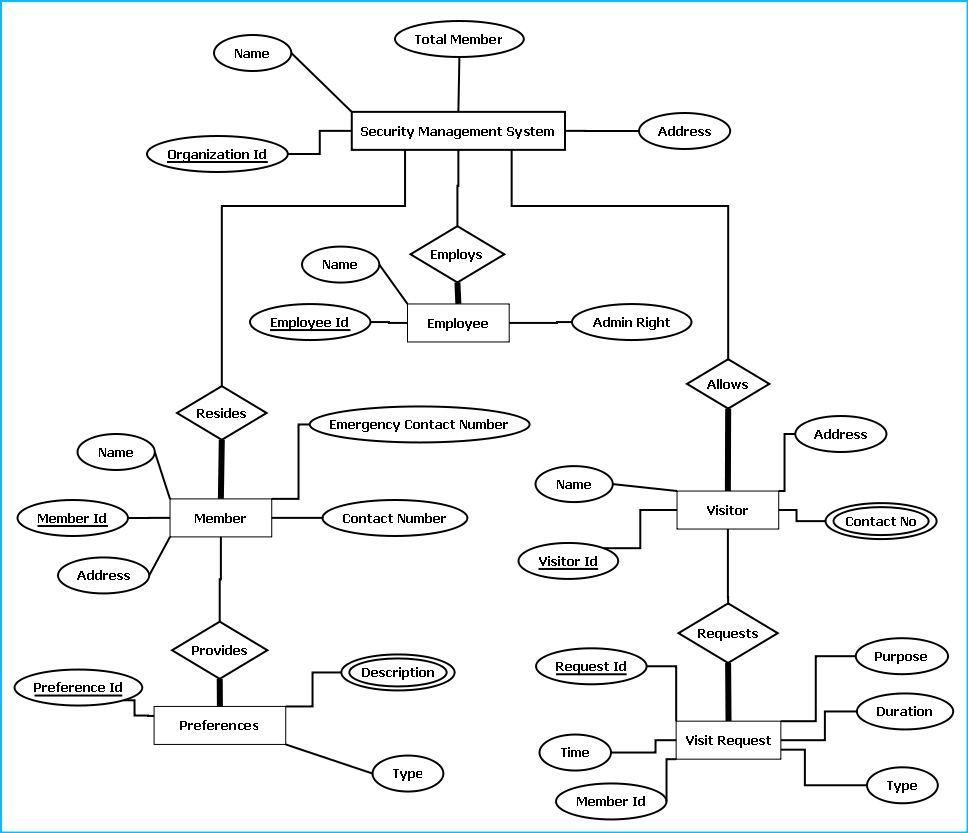 Total Member
Name
Security Management System
Address
Organization Id
Employs
Name
Employee Id
Employee
Admin Right
Allows
Resides
Emergency Contact Number
Address
Name
Name
Visitor
Member Id
Member
Contact Number
Contact No
Visitor Id
Address
Requests
Provides
Purpose
Request Id
Description
Preference Id
Duration
Preferences
Visit Request
Time
Type
Type
Member Id